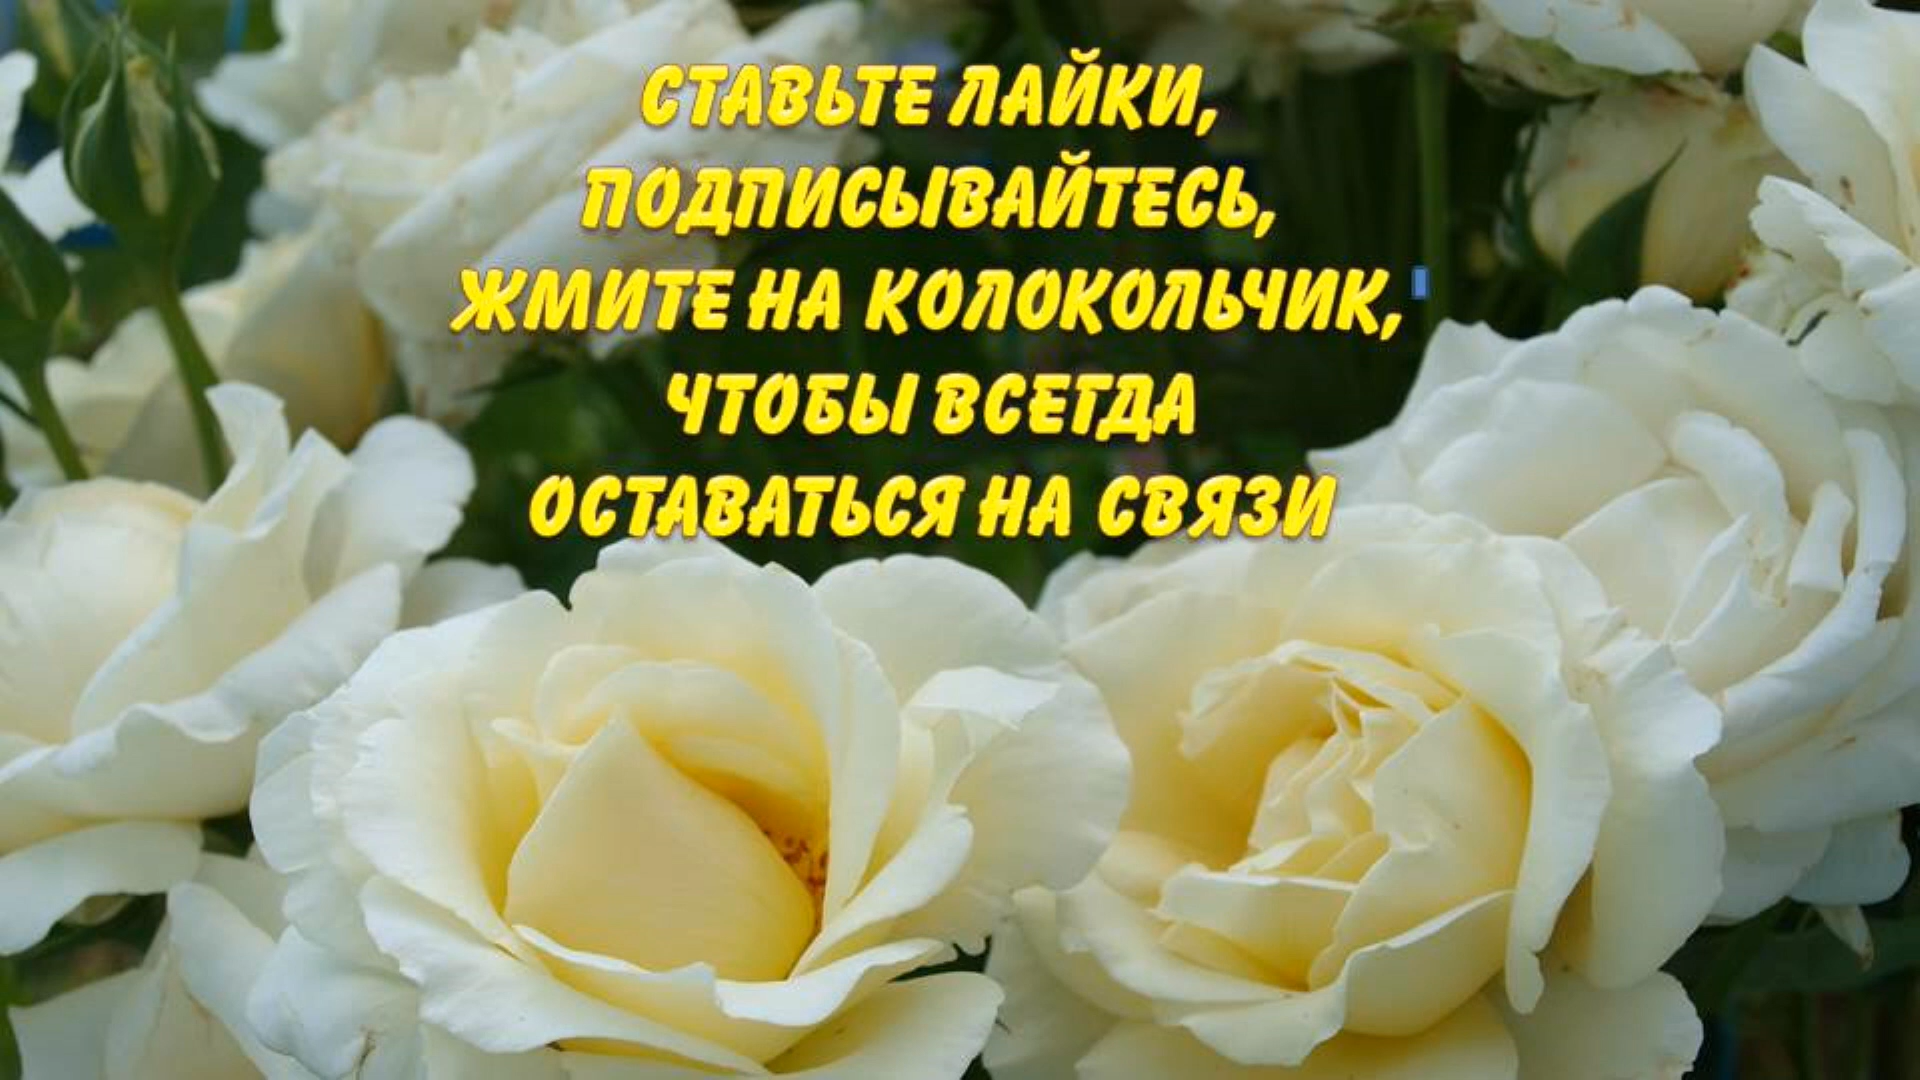 СТАВЬТЕ ЛАЙКИ,
ПОДПИСЫВАЙТЕСЬ,
ЖМИТЕ НА КОЛОКОЛЬЧИК,
ЧТОБЫ ВСЕГДА
ОСТАВАТЬСЯ НА СВЯЗИ